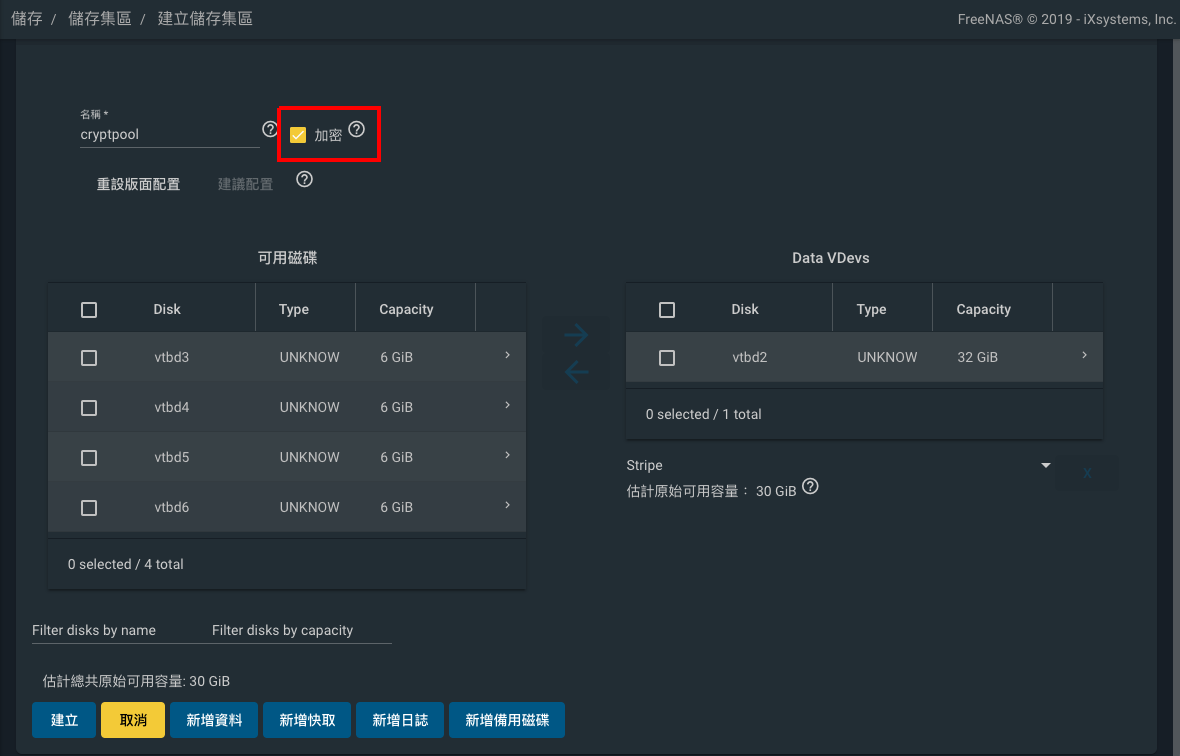 儲存 / 儲存集區 / 建立儲存集區 FreeNAS® © 2019 - iXsystems, Inc.
名稱 *
cryptpool 加密
重設版面配置 建議配置
可用磁碟
Disk Type Capacity
vtbd3 UNKNOW 6 GiB
vtbd4 UNKNOW 6 GiB
vtbd5 UNKNOW 6 GiB
vtbd6 UNKNOW 6 GiB
0 selected / 4 total
Data VDevs
Disk Type Capacity
vtbd2 UNKNOW 32 GiB
0 selected / 1 total
Stripe X
估計原始可用容量： 30 GiB
Filter disks by name Filter disks by capacity
估計總共原始可用容量: 30 GiB
建立 取消 新增資料 新增快取 新增日誌 新增備用磁碟